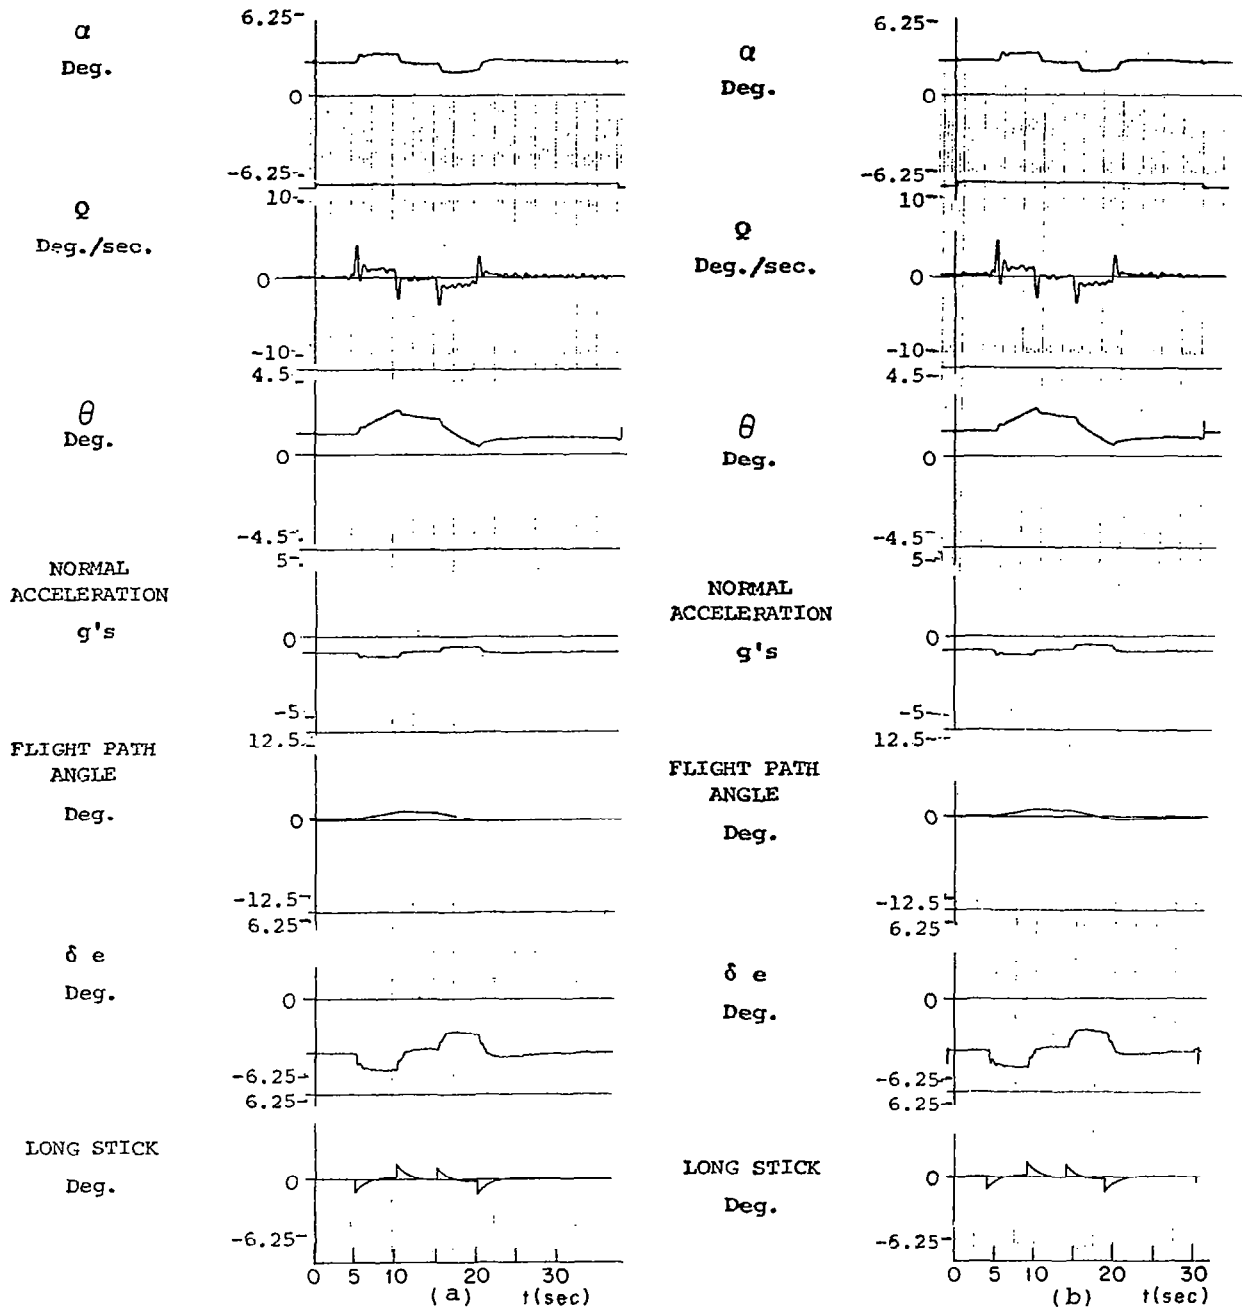 6.25
α
Deg.
0
-6.25
10
Q
Deg./sec.
0
-10
4.5
θ
Deg.
0
-4.5
5
NORMAL
ACCELERATION
g's
0
-5
12.5
FLIGHT PATH
ANGLE
Deg.
0
-12.5
6.25
δ e
Deg.
0
-6.25
6.25
LONG STICK
Deg.
0
-6.25
0 5 10 20 30
(a) t(sec)
6.25
α
Deg.
0
-6.25
10
Q
Deg./sec.
0
-10
4.5
θ
Deg.
0
-4.5
5
NORMAL
ACCELERATION
g's
0
-5
12.5
FLIGHT PATH
ANGLE
Deg.
0
-12.5
6.25
δ e
Deg.
0
-6.25
6.25
LONG STICK
Deg.
0
-6.25
0 5 10 20 30
(b) t(sec)